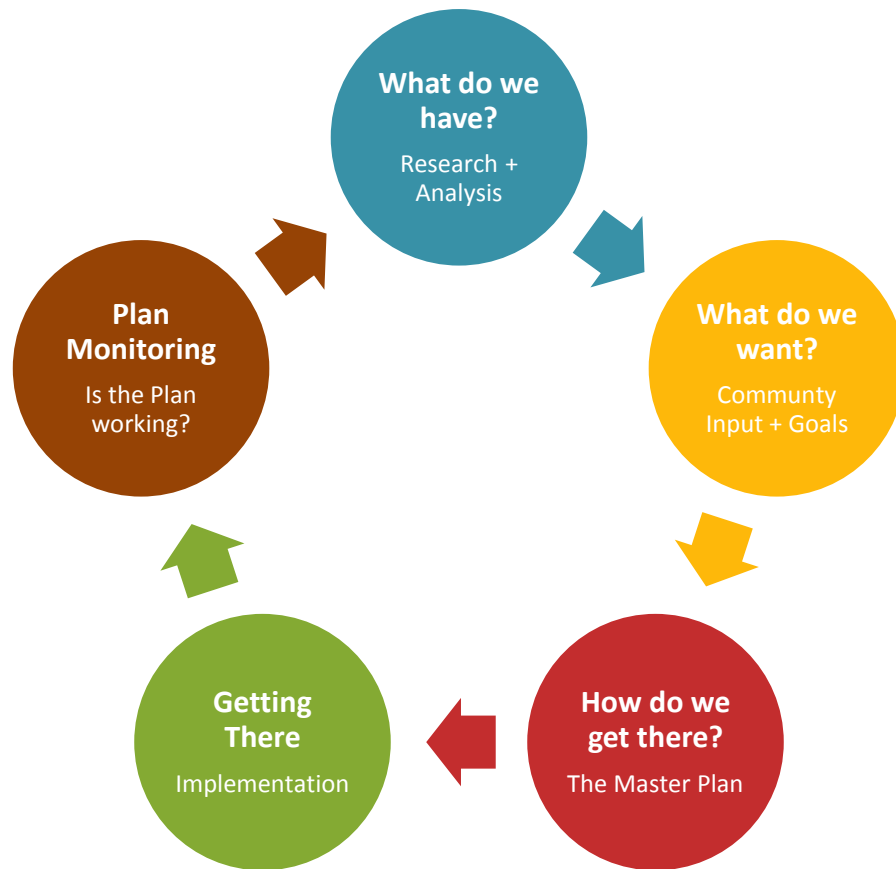 What do we
have?
Research +
Analysis
What do we
want?
Communty
Input + Goals
How do we
get there?
The Master Plan
Getting
There
Implementation
Plan
Monitoring
Is the Plan
working?